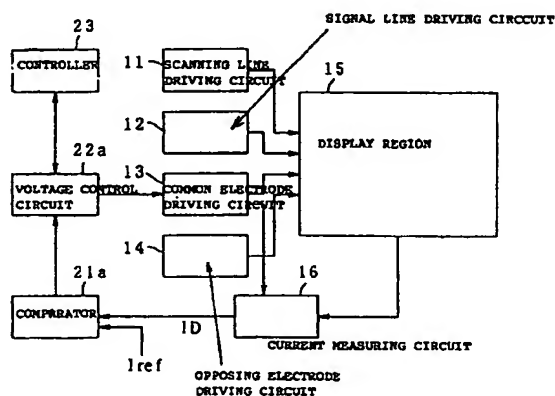 SIGNAL LINE DRIVING CIRCCUIT
23
CONTROLLER
11
SCANNING LINE
DRIVING CIRCUIT
15
12
DISPLAY REGION
22a
VOLTAGE CONTROL
CIRCUIT
13
COMMON ELECTRODE
DRIVING CIRCUIT
14
21a
COMPARATOR
16
ID
Iref
CURRENT MEASURING CIRCUIT
OPPOSING ELECTRODE
DRIVING CIRCUIT